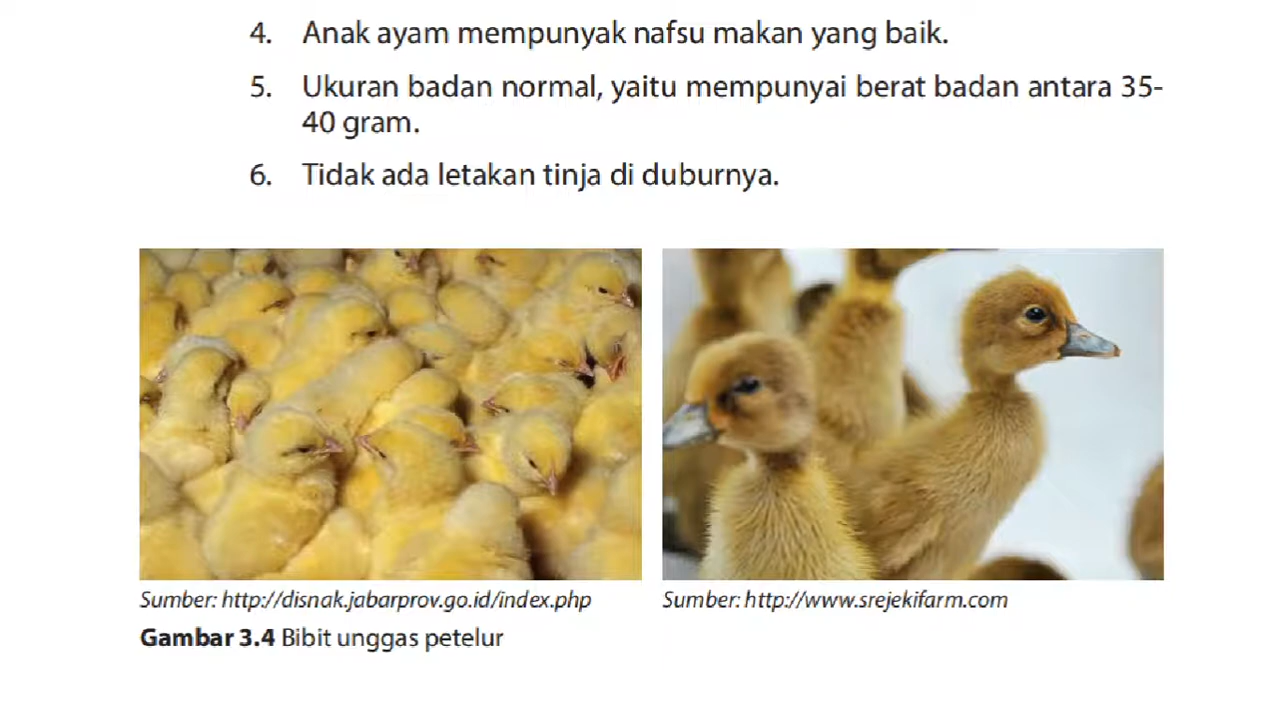 4. Anak ayam mempunyak nafsu makan yang baik.
5. Ukuran badan normal, yaitu mempunyai berat badan antara 35-
40 gram.
6. Tidak ada letakan tinja di duburnya.
Sumber: http://disnak.jabarprov.go.id/index.php
Sumber: http://www.srejekifarm.com
Gambar 3.4 Bibit unggas petelur